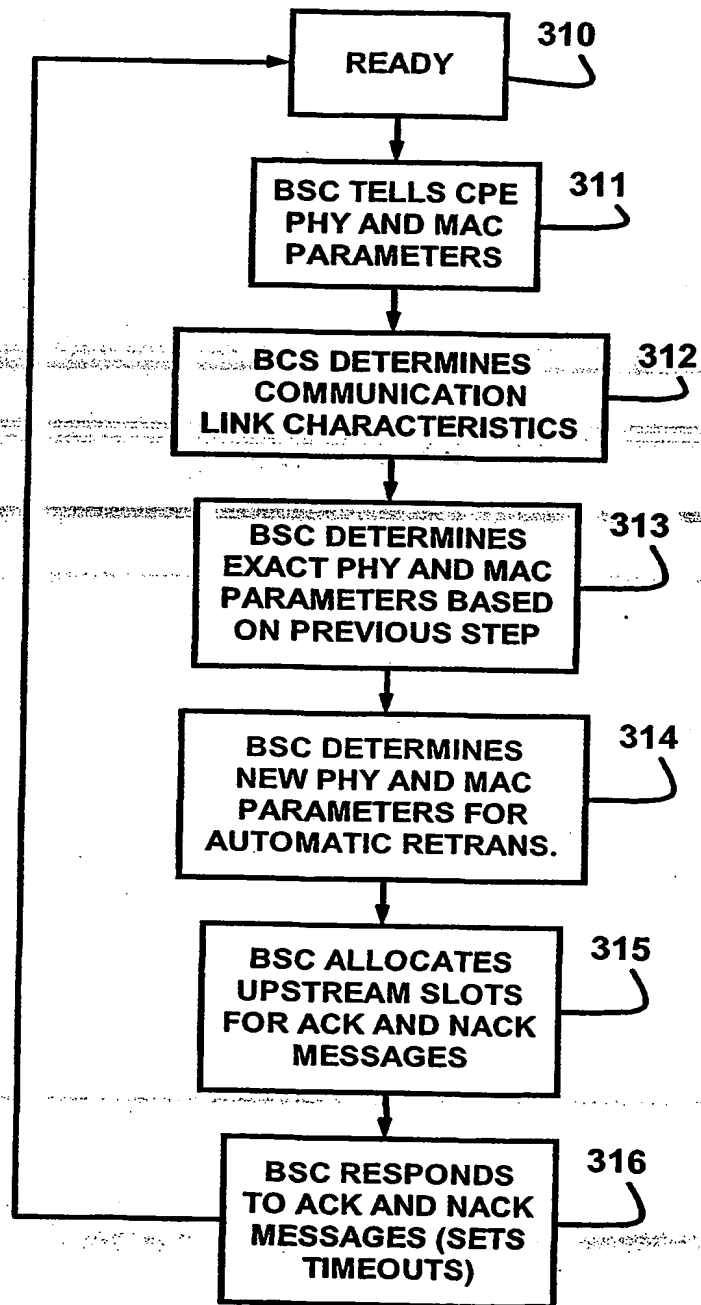 READY
310
BSC TELLS CPE
PHY AND MAC
PARAMETERS
311
BCS DETERMINES
COMMUNICATION
LINK CHARACTERISTICS
312
BSC DETERMINES
EXACT PHY AND MAC
PARAMETERS BASED
ON PREVIOUS STEP
313
BSC DETERMINES
NEW PHY AND MAC
PARAMETERS FOR
AUTOMATIC RETRANS.
314
BSC ALLOCATES
UPSTREAM SLOTS
FOR ACK AND NACK
MESSAGES
315
BSC RESPONDS
TO ACK AND NACK
MESSAGES (SETS
TIMEOUTS)
316